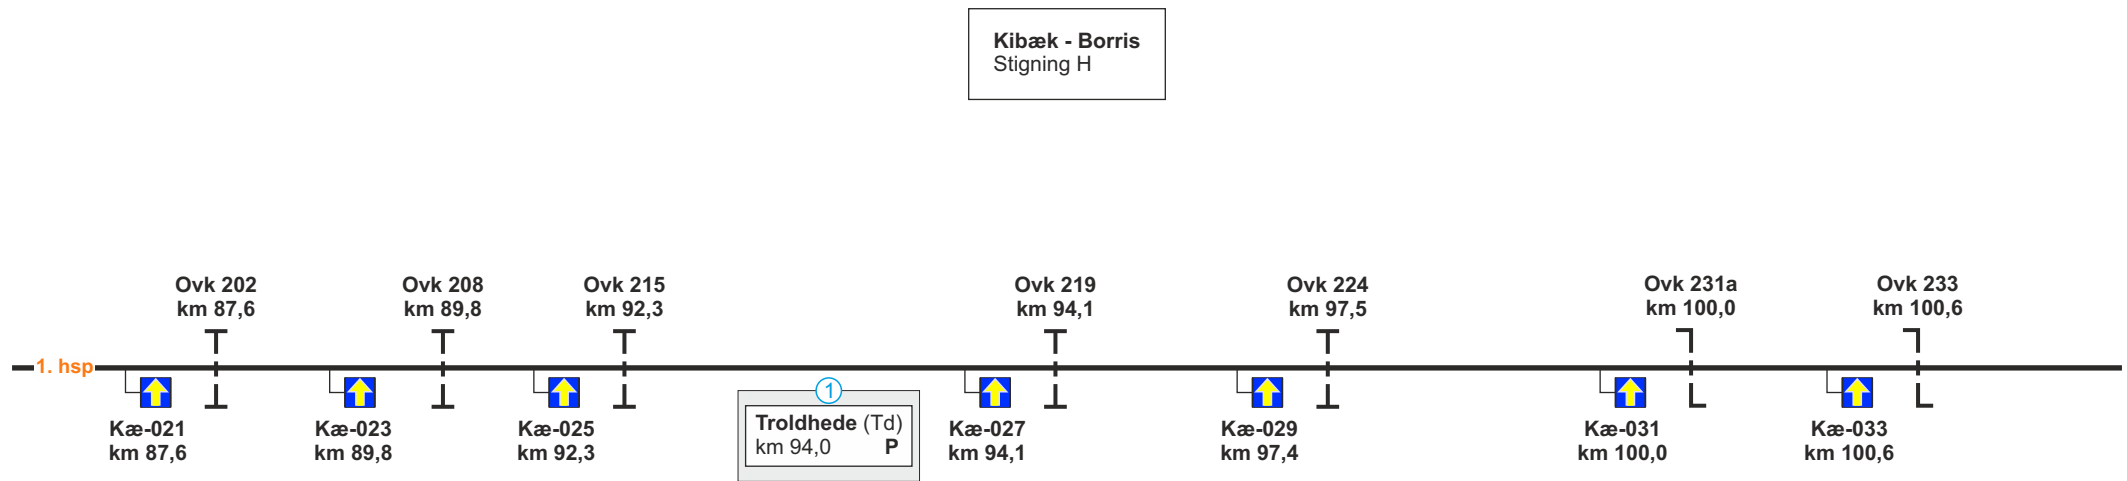 Kibæk - Borris
Stigning H
Ovk 202
km 87,6
Ovk 208
km 89,8
Ovk 215
km 92,3
Ovk 219
km 94,1
Ovk 224
km 97,5
Ovk 231a
km 100,0
Ovk 233
km 100,6
1. hsp
Kæ-021
km 87,6
Kæ-023
km 89,8
Kæ-025
km 92,3
1
Troldhede (Td)
km 94,0 P
Kæ-027
km 94,1
Kæ-029
km 97,4
Kæ-031
km 100,0
Kæ-033
km 100,6